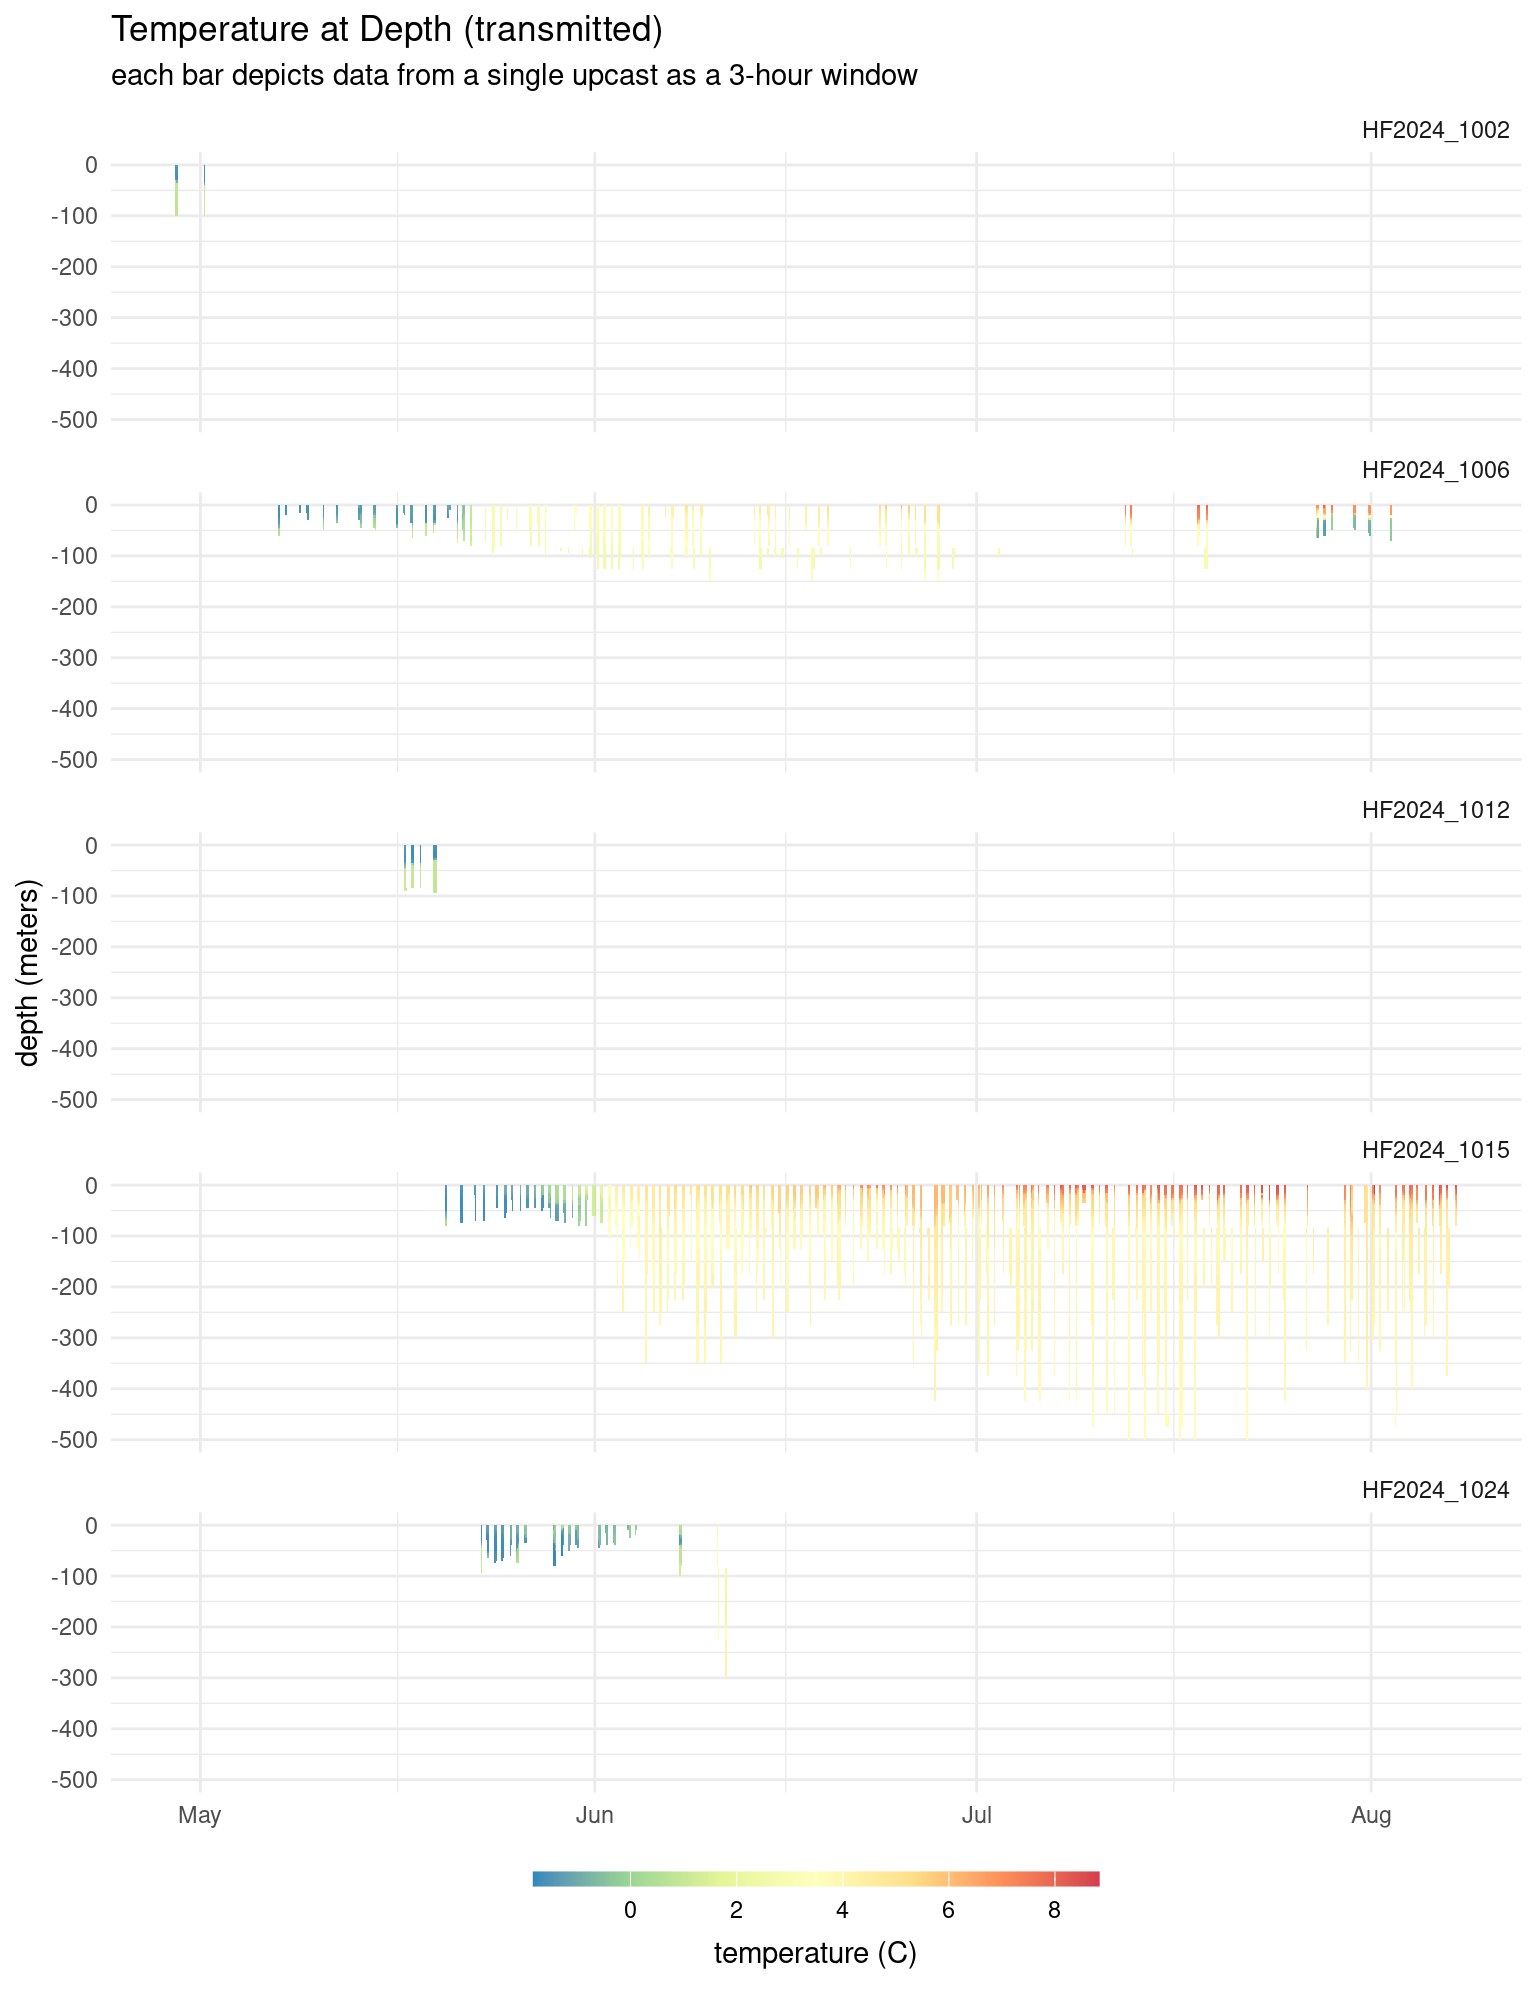 Temperature at Depth (transmitted)
each bar depicts data from a single upcast as a 3-hour window
HF2024_1002
0
-100
-200
-300
-400
-500
HF2024_1006
0
-100
-200
-300
-400
-500
HF2024_1012
0
-100
-200
-300
-400
-500
depth (meters)
HF2024_1015
0
-100
-200
-300
-400
-500
HF2024_1024
0
-100
-200
-300
-400
-500
May Jun Jul Aug
0 2 4 6 8
temperature (C)